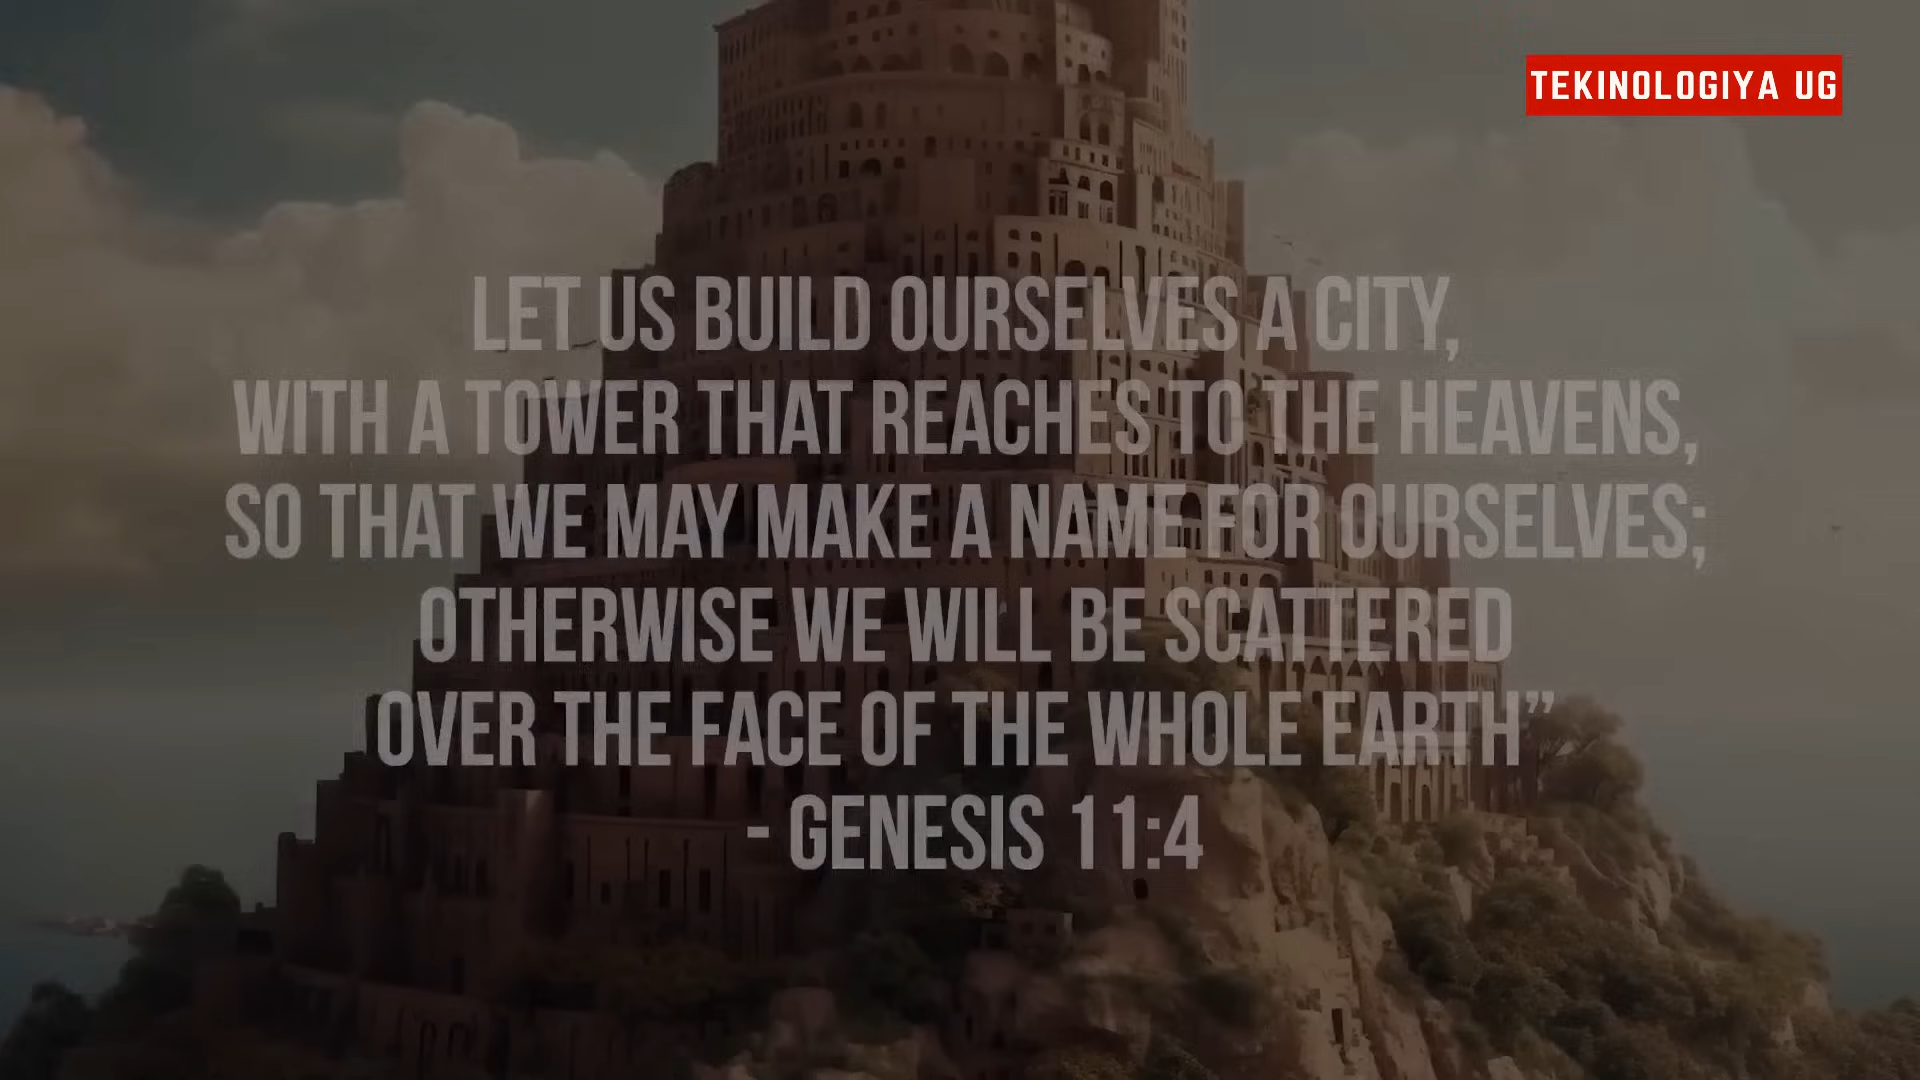 TEKINOLOGIYA UG
LET US BUILD OURSELVES A CITY,
WITH A TOWER THAT REACHES TO THE HEAVENS,
SO THAT WE MAY MAKE A NAME FOR OURSELVES;
OTHERWISE WE WILL BE SCATTERED
OVER THE FACE OF THE WHOLE EARTH”
- GENESIS 11:4